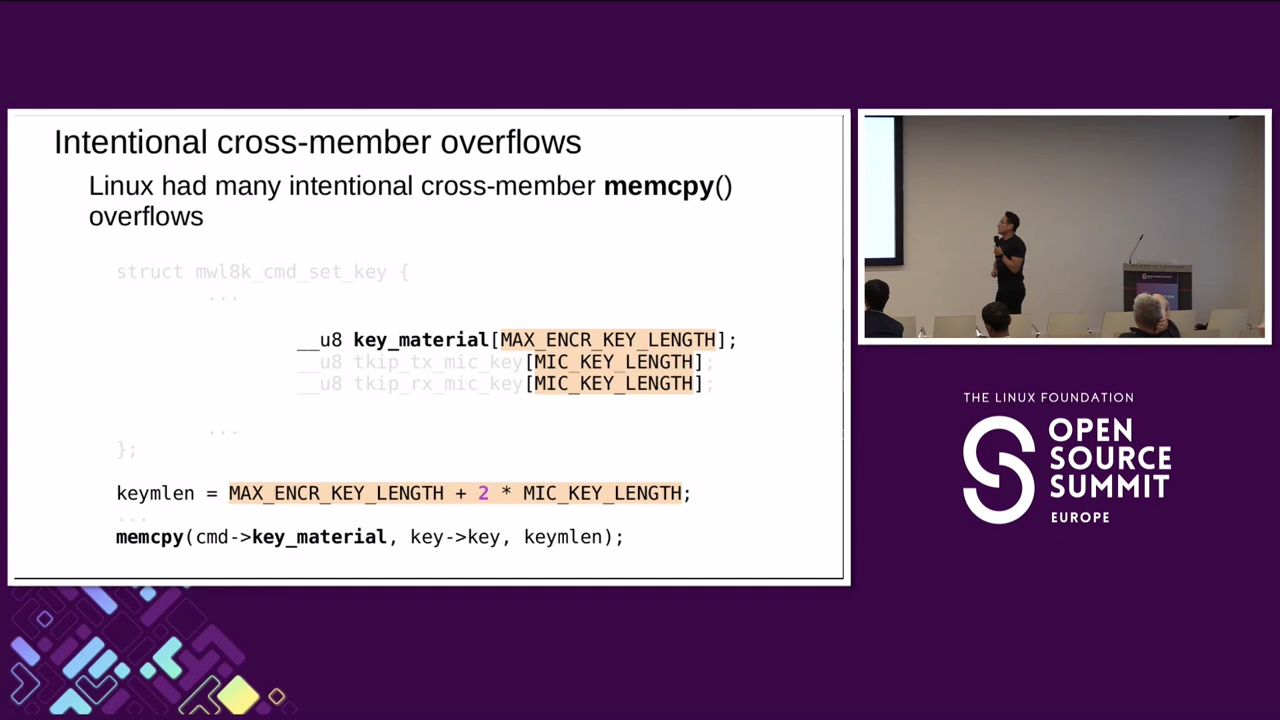 Intentional cross-member overflows
Linux had many intentional cross-member memcpy()
overflows
struct mwl8k_cmd_set_key {
...
__u8 key_material[MAX_ENCR_KEY_LENGTH];
__u8 tkip_tx_mic_key[MIC_KEY_LENGTH];
__u8 tkip_rx_mic_key[MIC_KEY_LENGTH];
...
};
keymlen = MAX_ENCR_KEY_LENGTH + 2 * MIC_KEY_LENGTH;
...
memcpy(cmd->key_material, key->key, keymlen);
THE LINUX FOUNDATION
OPEN
SOURCE
SUMMIT
EUROPE